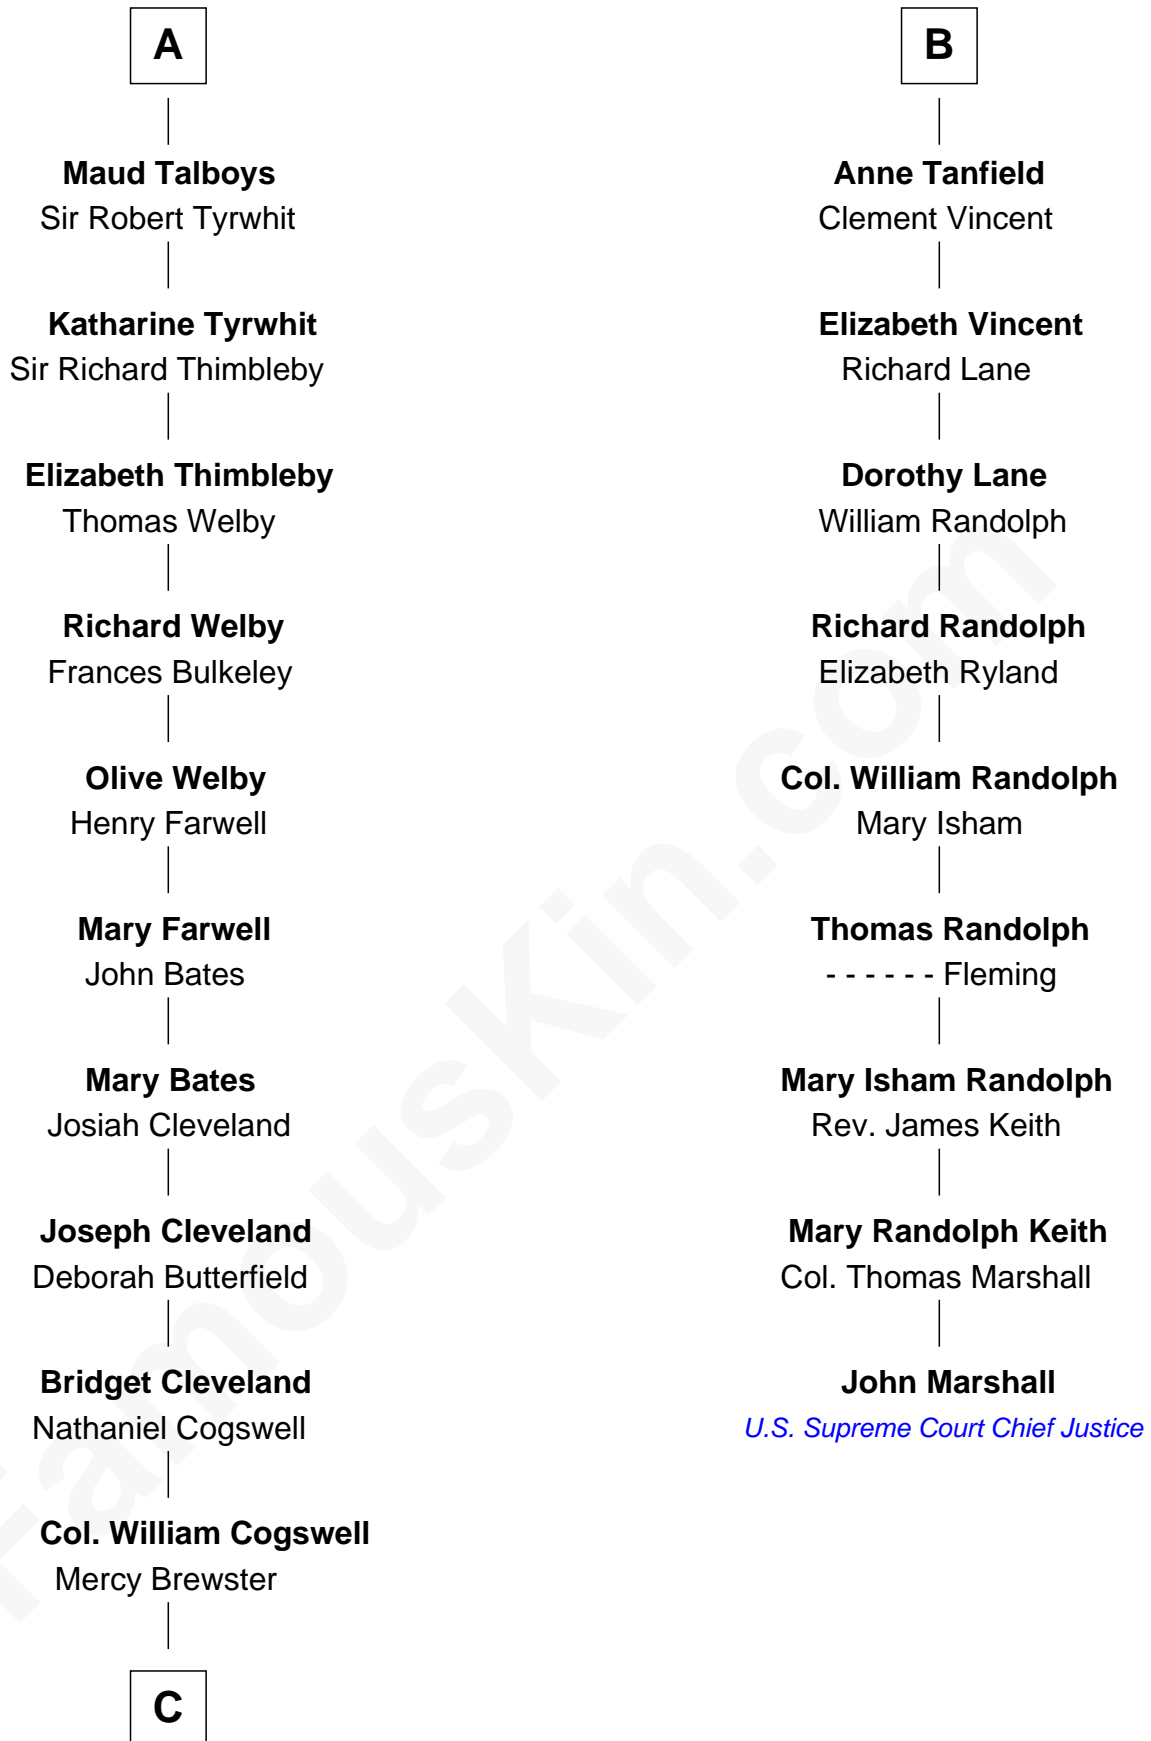 A
Maud Talboys
Sir Robert Tyrwhit
Katharine Tyrwhit
Sir Richard Thimbleby
Elizabeth Thimbleby
Thomas Welby
Richard Welby
Frances Bulkeley
Olive Welby
Henry Farwell
Mary Farwell
John Bates
Mary Bates
Josiah Cleveland
Joseph Cleveland
Deborah Butterfield
Bridget Cleveland
Nathaniel Cogswell
Col. William Cogswell
Mercy Brewster
C
B
Anne Tanfield
Clement Vincent
Elizabeth Vincent
Richard Lane
Dorothy Lane
William Randolph
Richard Randolph
Elizabeth Ryland
Col. William Randolph
Mary Isham
Thomas Randolph
- - - - - - Fleming
Mary Isham Randolph
Rev. James Keith
Mary Randolph Keith
Col. Thomas Marshall
John Marshall
U.S. Supreme Court Chief Justice
FamousKin.com